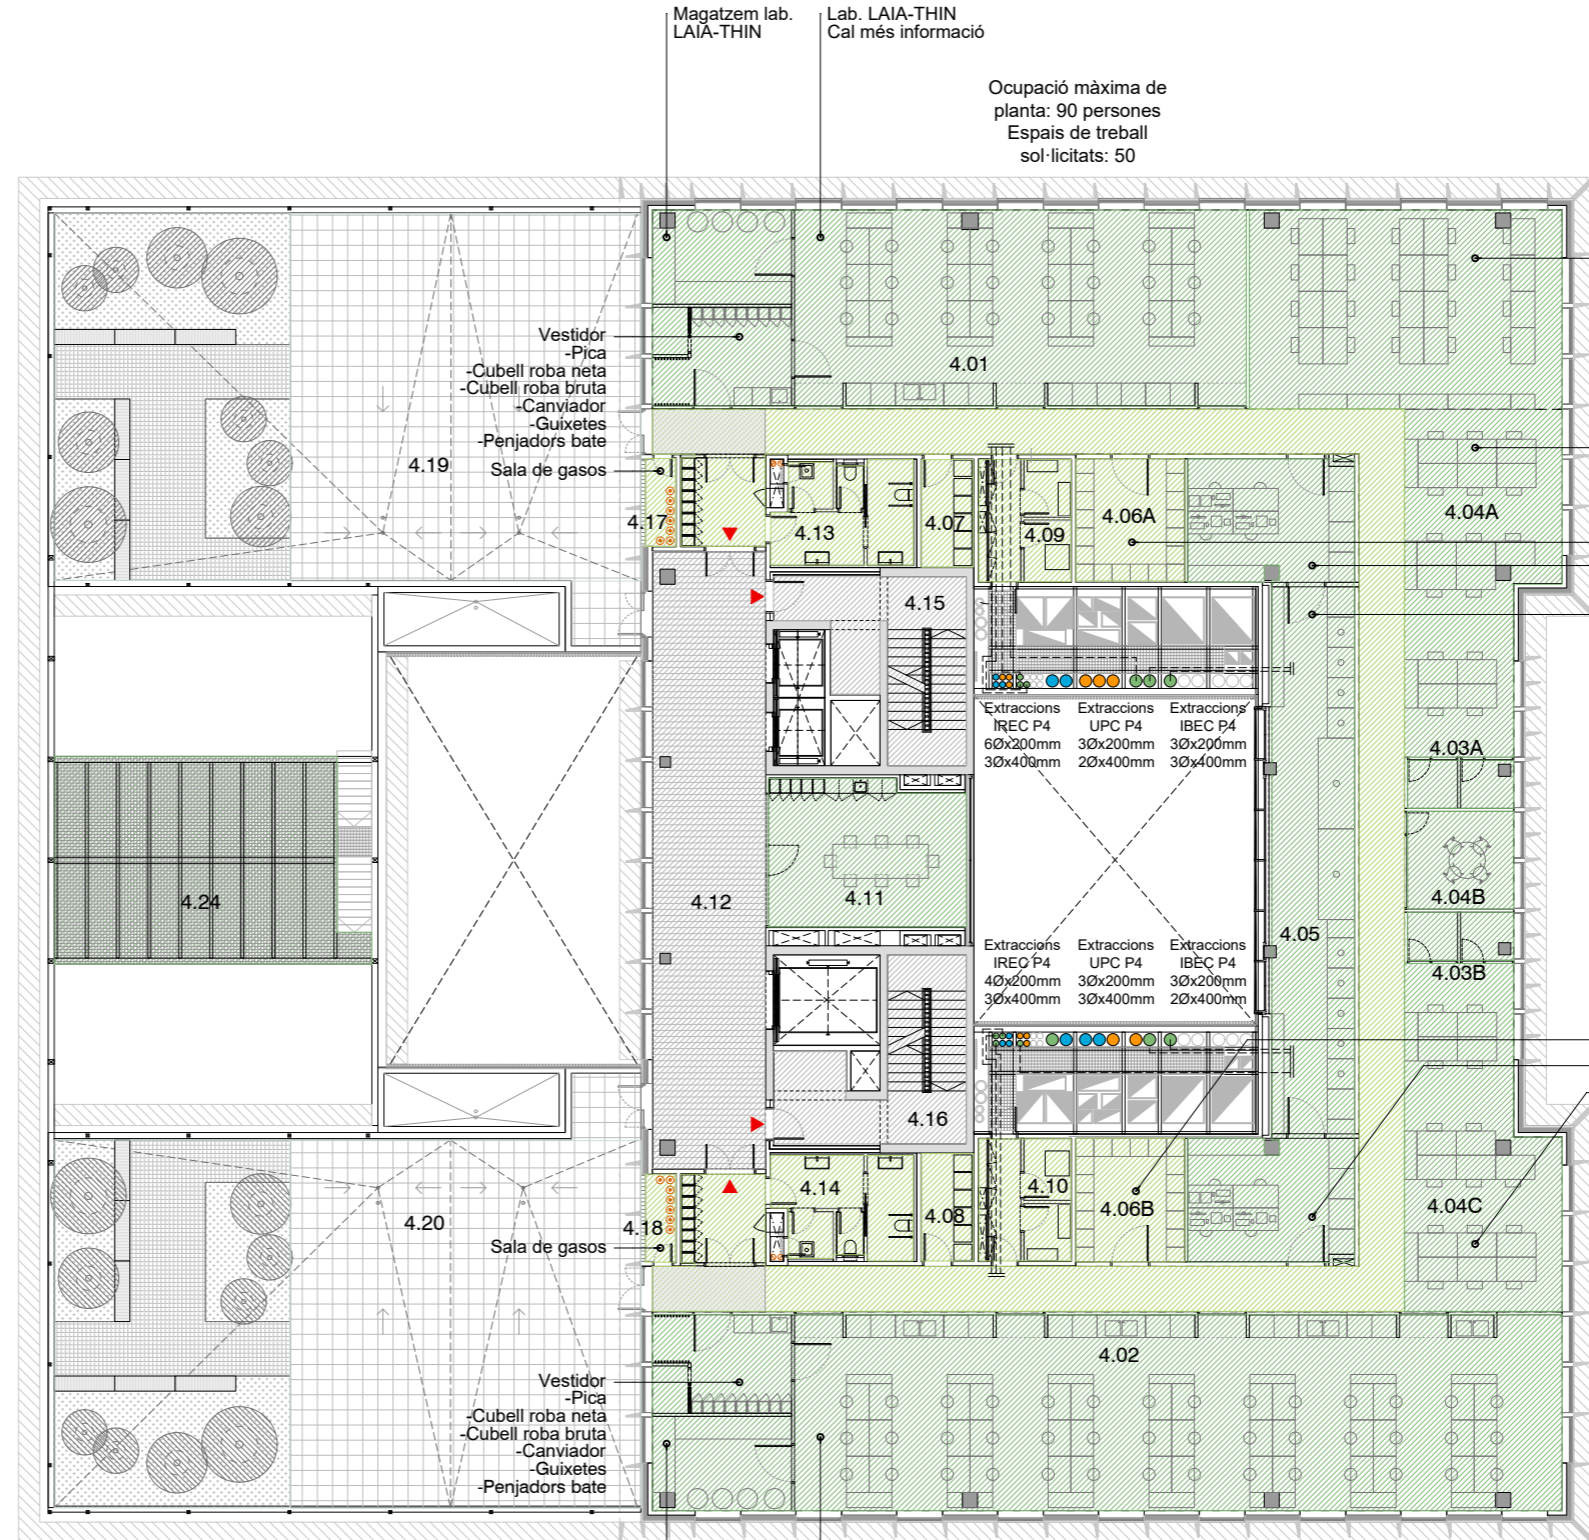 Magatzem lab.
LAIA-THIN
Lab. LAIA-THIN
Cal més informació
Ocupació màxima de
planta: 90 persones
Espais de treball
sol·licitats: 50
Vestidor
-Pica
-Cubell roba neta
-Cubell roba bruta
-Canviador
-Guixetes
-Penjadors bate
Sala de gasos
4.01
4.19
4.17
4.13
4.07
4.09
4.06A
4.04A
4.15
Extraccions
IREC P4
6Øx200mm
3Øx400mm
Extraccions
UPC P4
3Øx200mm
2Øx400mm
Extraccions
IBEC P4
3Øx200mm
3Øx400mm
4.03A
4.24
4.12
4.11
4.04B
4.05
4.03B
Extraccions
IREC P4
4Øx200mm
3Øx400mm
Extraccions
UPC P4
3Øx200mm
3Øx400mm
Extraccions
IBEC P4
3Øx200mm
2Øx400mm
4.16
4.20
4.18
4.14
4.08
4.10
4.06B
4.04C
Sala de gasos
4.02
Vestidor
-Pica
-Cubell roba neta
-Cubell roba bruta
-Canviador
-Guixetes
-Penjadors bate